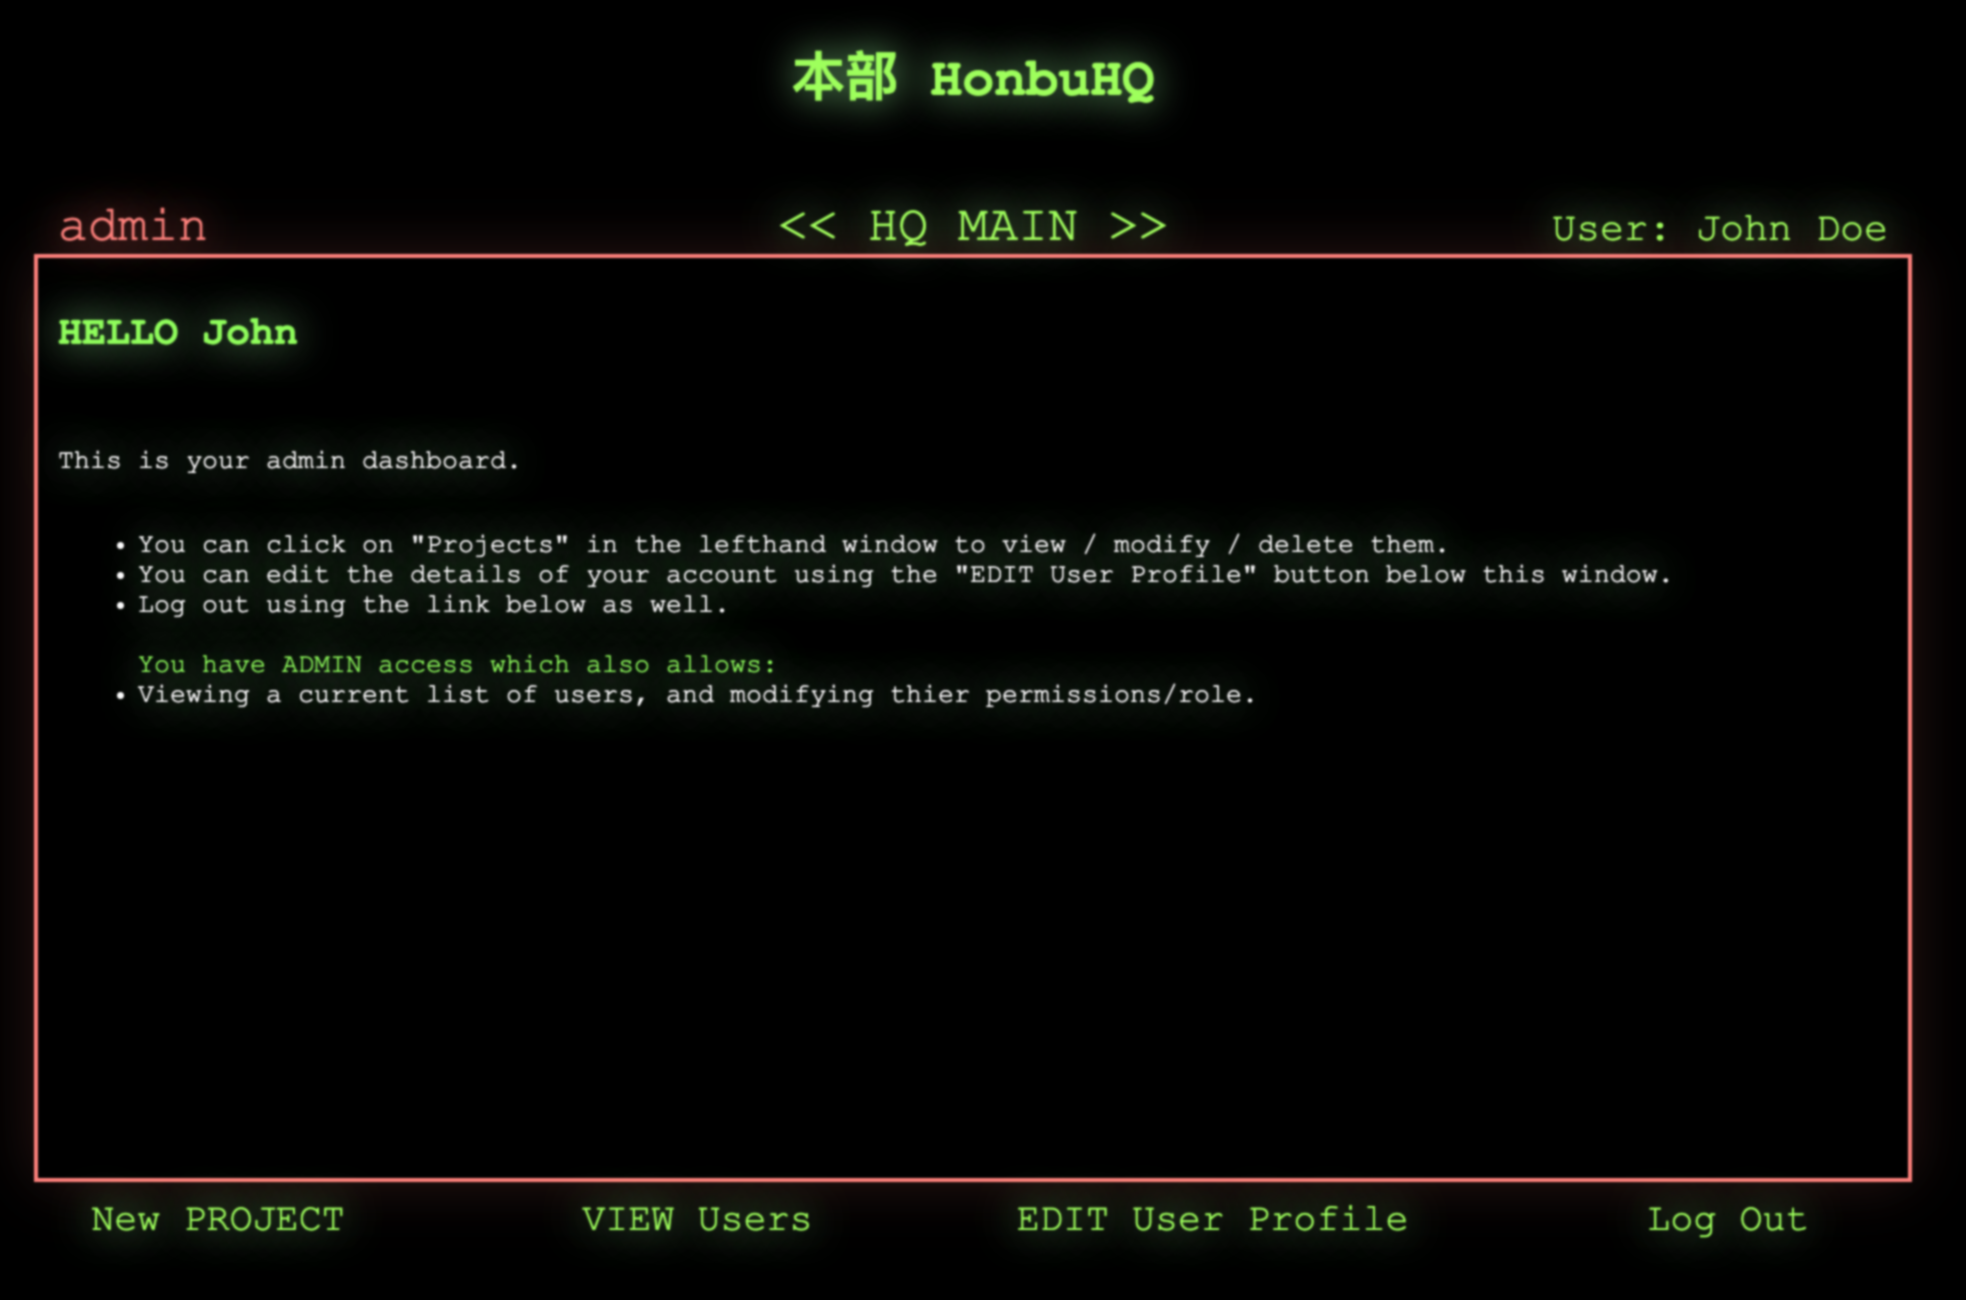 本部 HonbuHQ
admin
<< HQ MAIN >>
User: John Doe
HELLO John
This is your admin dashboard.
• You can click on "Projects" in the lefthand window to view / modify / delete them.
• You can edit the details of your account using the "EDIT User Profile" button below this window.
• Log out using the link below as well.
You have ADMIN access which also allows:
• Viewing a current list of users, and modifying thier permissions/role.
New PROJECT
VIEW Users
EDIT User Profile
Log Out